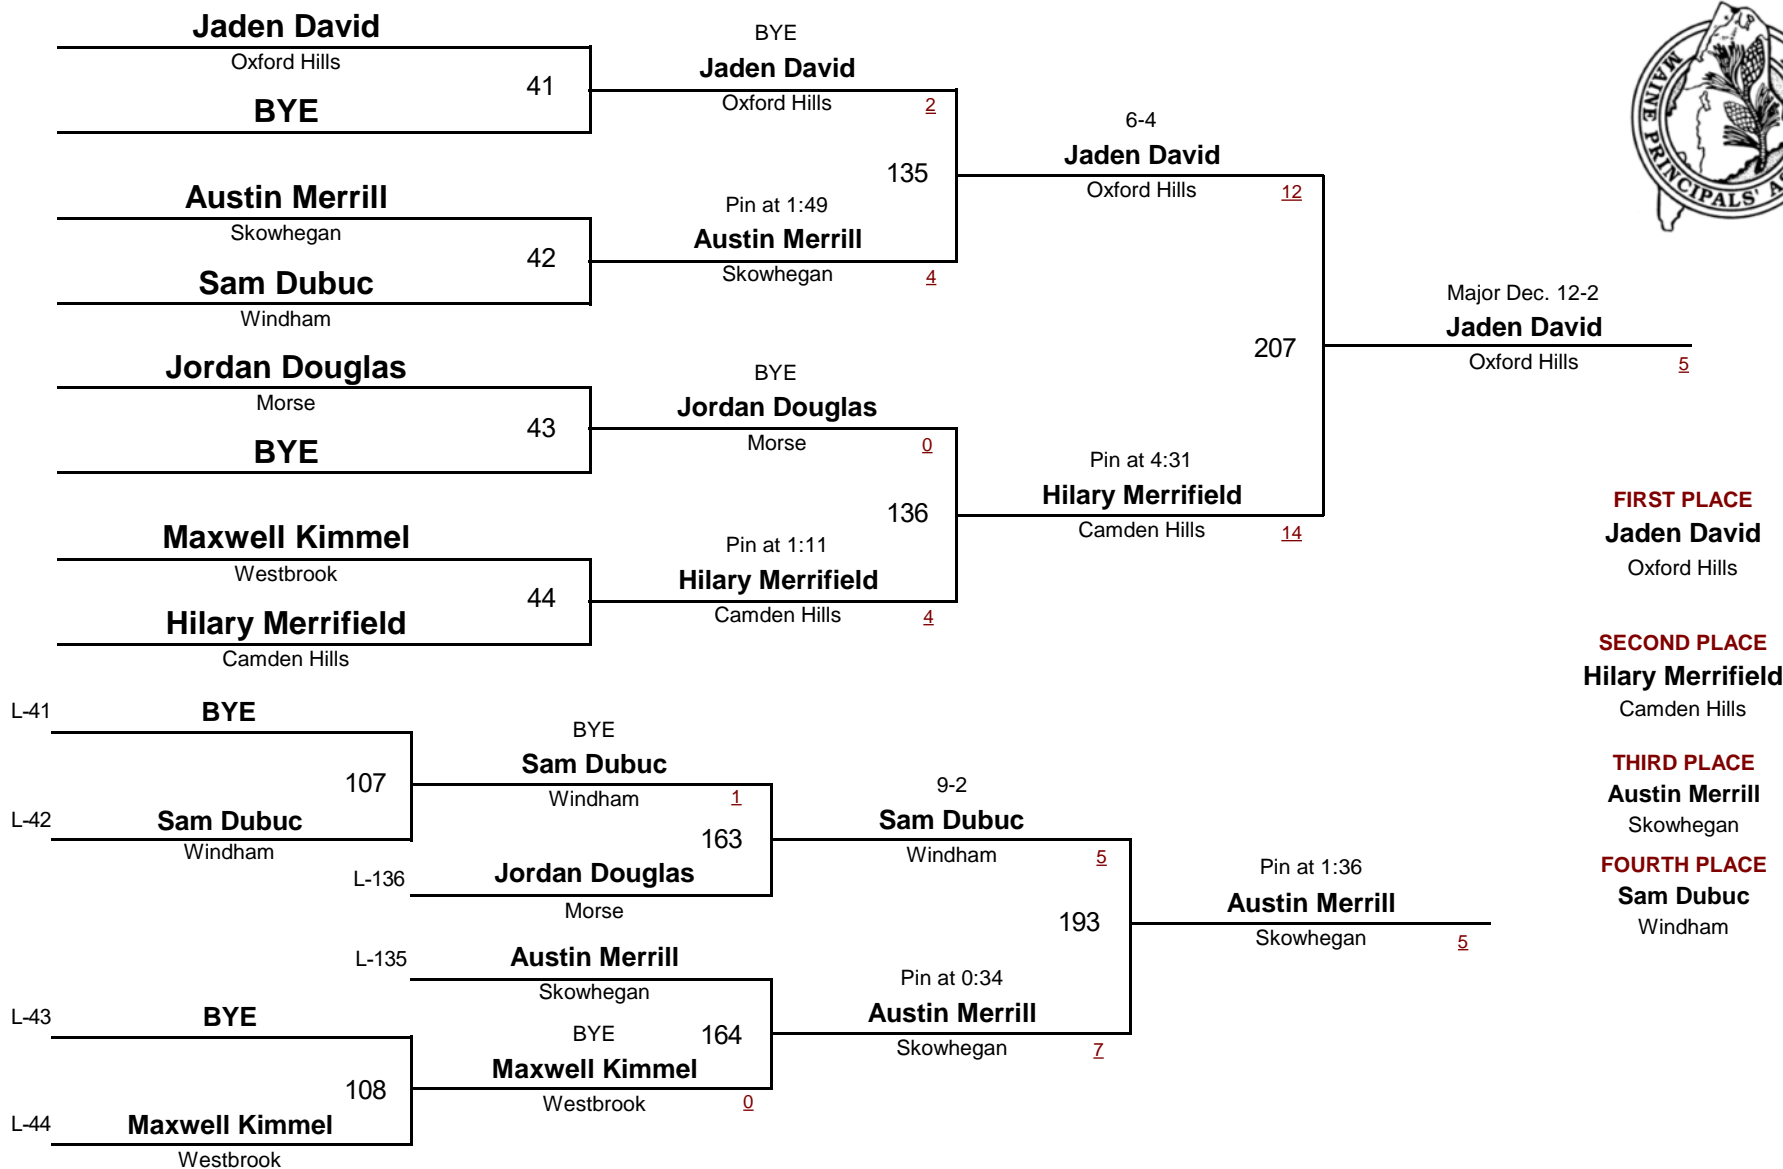 Jaden David
Oxford Hills
41
BYE
BYE
Jaden David
Oxford Hills
2
Austin Merrill
Skowhegan
42
Sam Dubuc
Windham
Pin at 1:49
Austin Merrill
Skowhegan
4
135
6-4
Jaden David
Oxford Hills
12
Jordan Douglas
Morse
43
BYE
BYE
Jordan Douglas
Morse
0
Maxwell Kimmel
Westbrook
44
Hilary Merrifield
Camden Hills
Pin at 1:11
Hilary Merrifield
Camden Hills
4
136
Pin at 4:31
Hilary Merrifield
Camden Hills
14
207
Major Dec. 12-2
Jaden David
Oxford Hills
5
MAINE PRINCIPALS'
FIRST PLACE
Jaden David
Oxford Hills
SECOND PLACE
Hilary Merrifield
Camden Hills
THIRD PLACE
Austin Merrill
Skowhegan
FOURTH PLACE
Sam Dubuc
Windham
L-41
BYE
107
L-42
Sam Dubuc
Windham
BYE
Sam Dubuc
Windham
1
163
L-136
Jordan Douglas
Morse
9-2
Sam Dubuc
Windham
5
L-135
Austin Merrill
Skowhegan
164
L-43
BYE
108
L-44
Maxwell Kimmel
Westbrook
BYE
Maxwell Kimmel
Westbrook
0
Pin at 0:34
Austin Merrill
Skowhegan
7
193
Pin at 1:36
Austin Merrill
Skowhegan
5